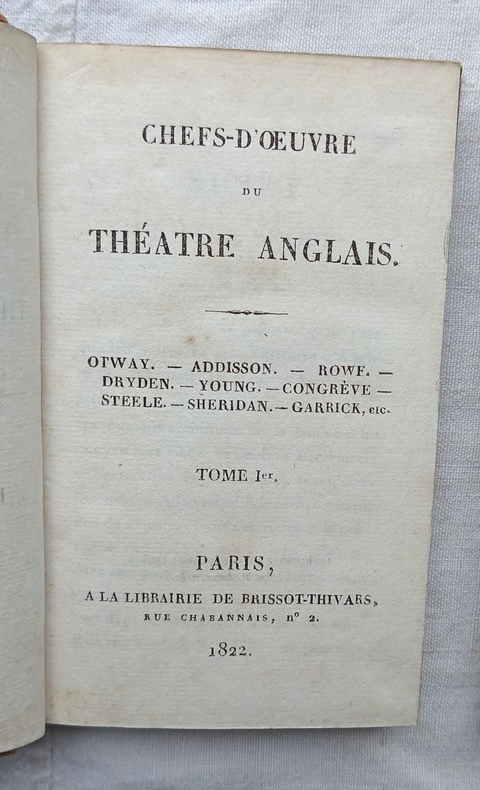 CHEFS-D'ŒUVRE
DU
THÉATRE ANGLAIS.
OTWAY. — ADDISSON. — ROWE. —
DRYDEN. — YOUNG. — CONGRÈVE —
STEELE. — SHERIDAN. — GARRICK, etc.
TOME Ier.
PARIS,
A LA LIBRAIRIE DE BRISSOT-THIVARS,
RUE CHABANNAIS, n° 2.
1822.